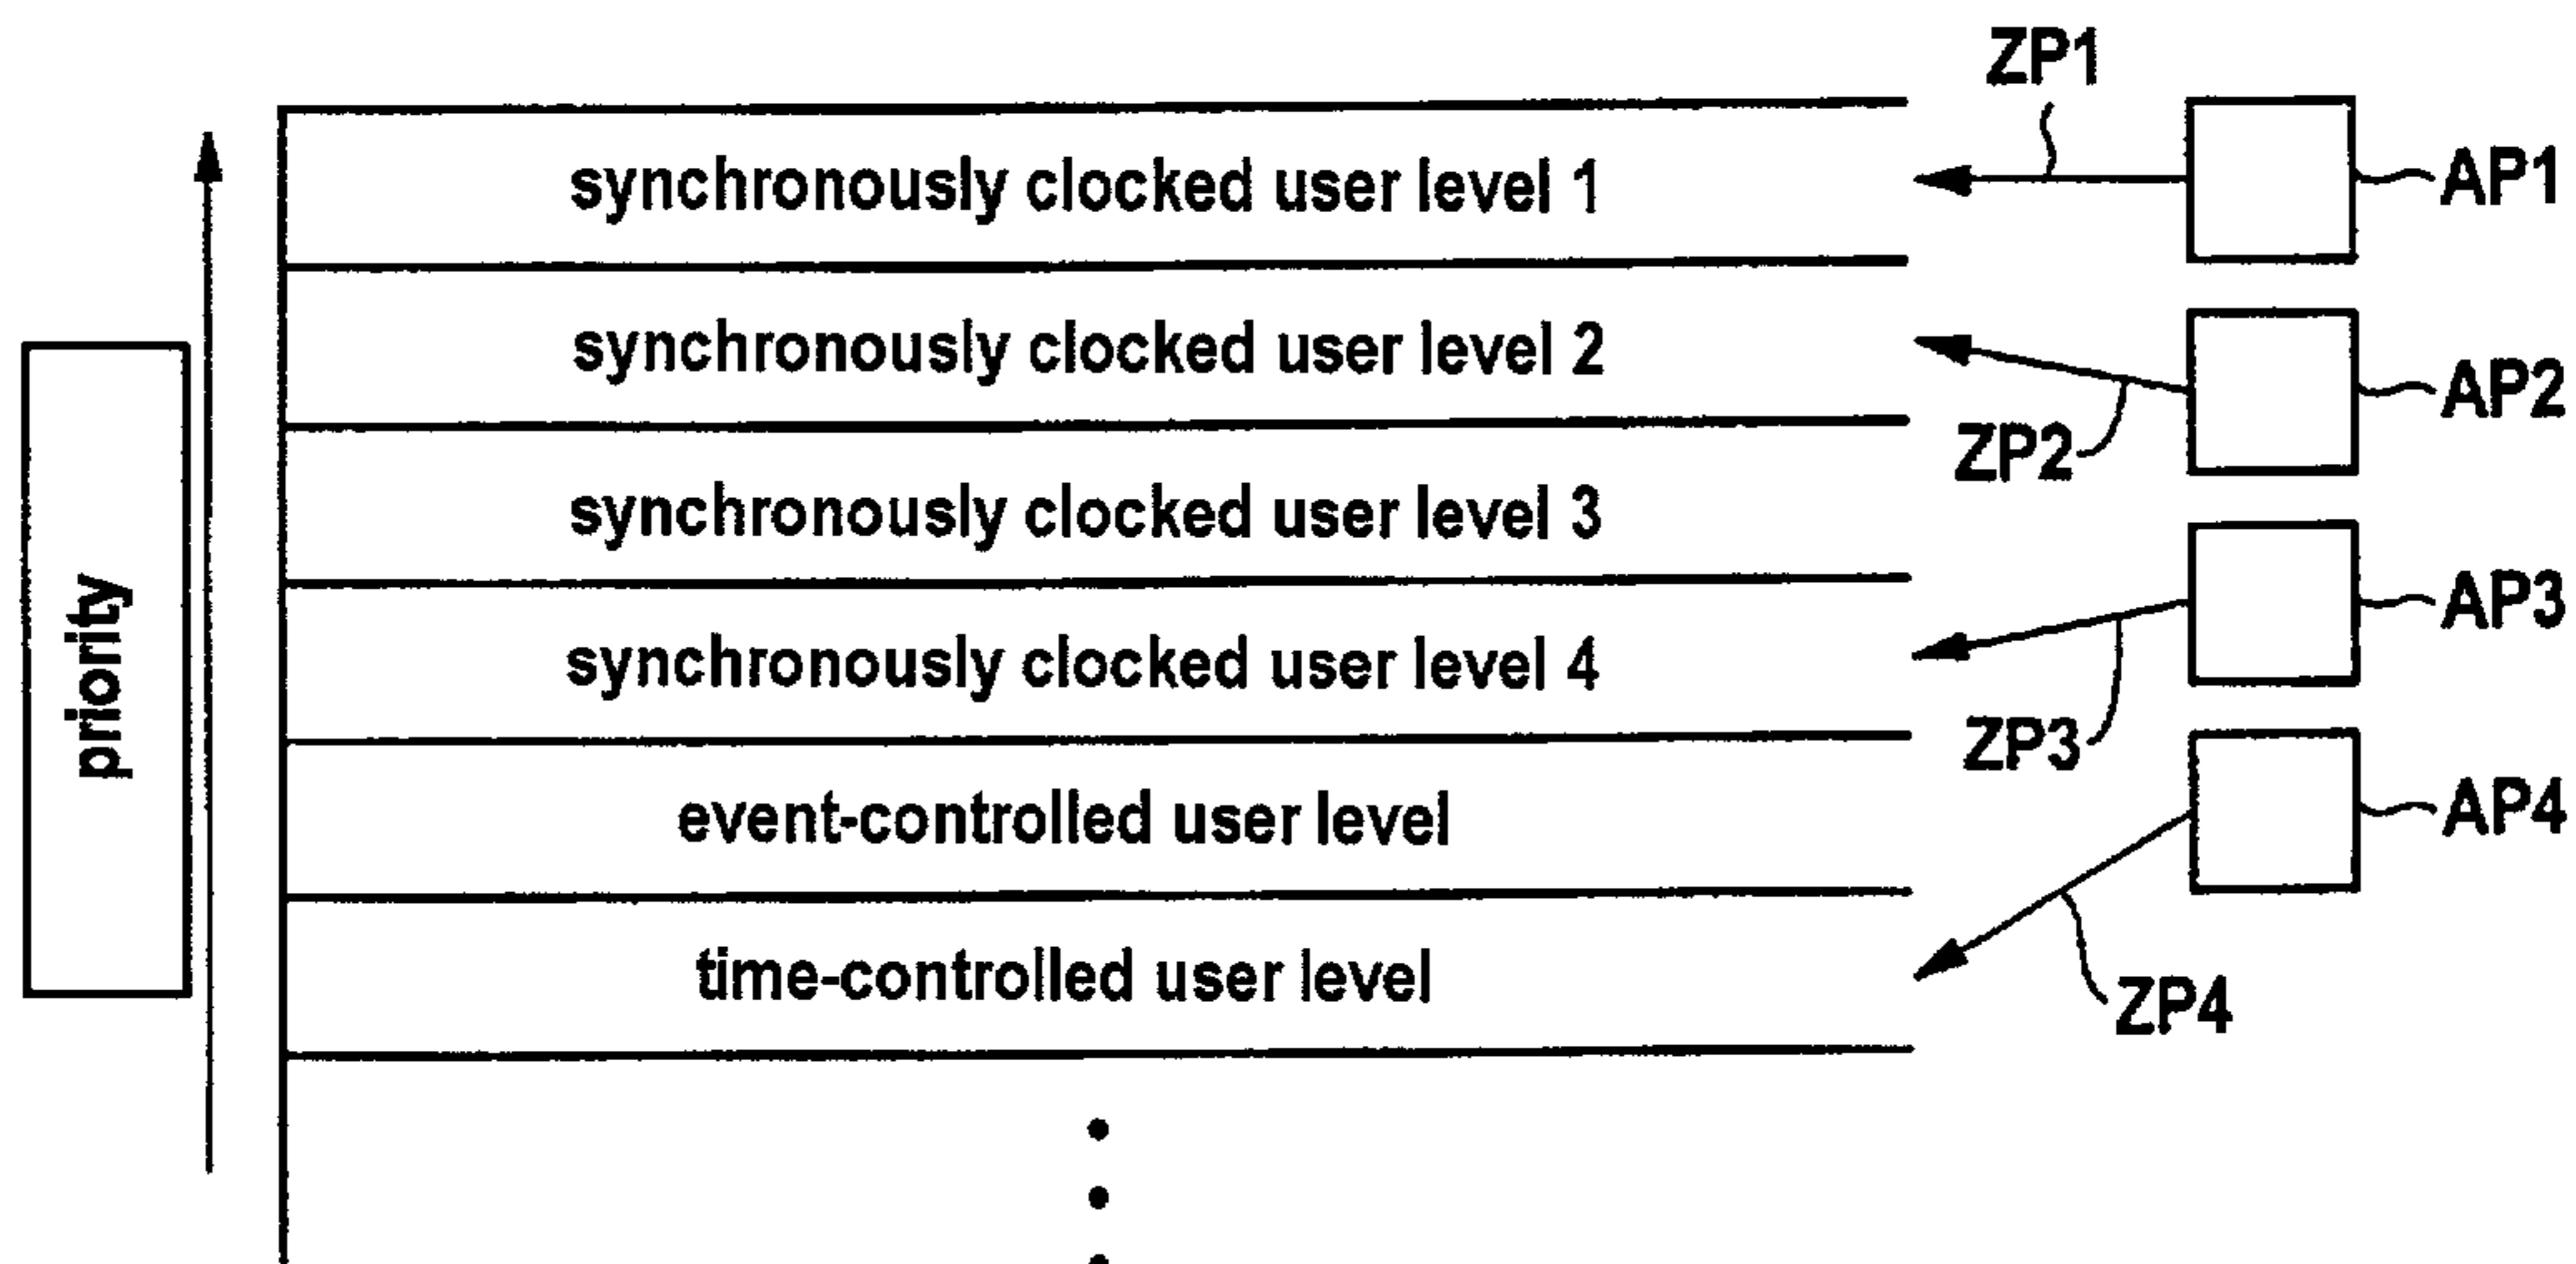 ZP1
synchronously clocked user level 1
AP1
synchronously clocked user level 2
AP2
ZP2
synchronously clocked user level 3
AP3
synchronously clocked user level 4
ZP3
priority
event-controlled user level
AP4
time-controlled user level
ZP4